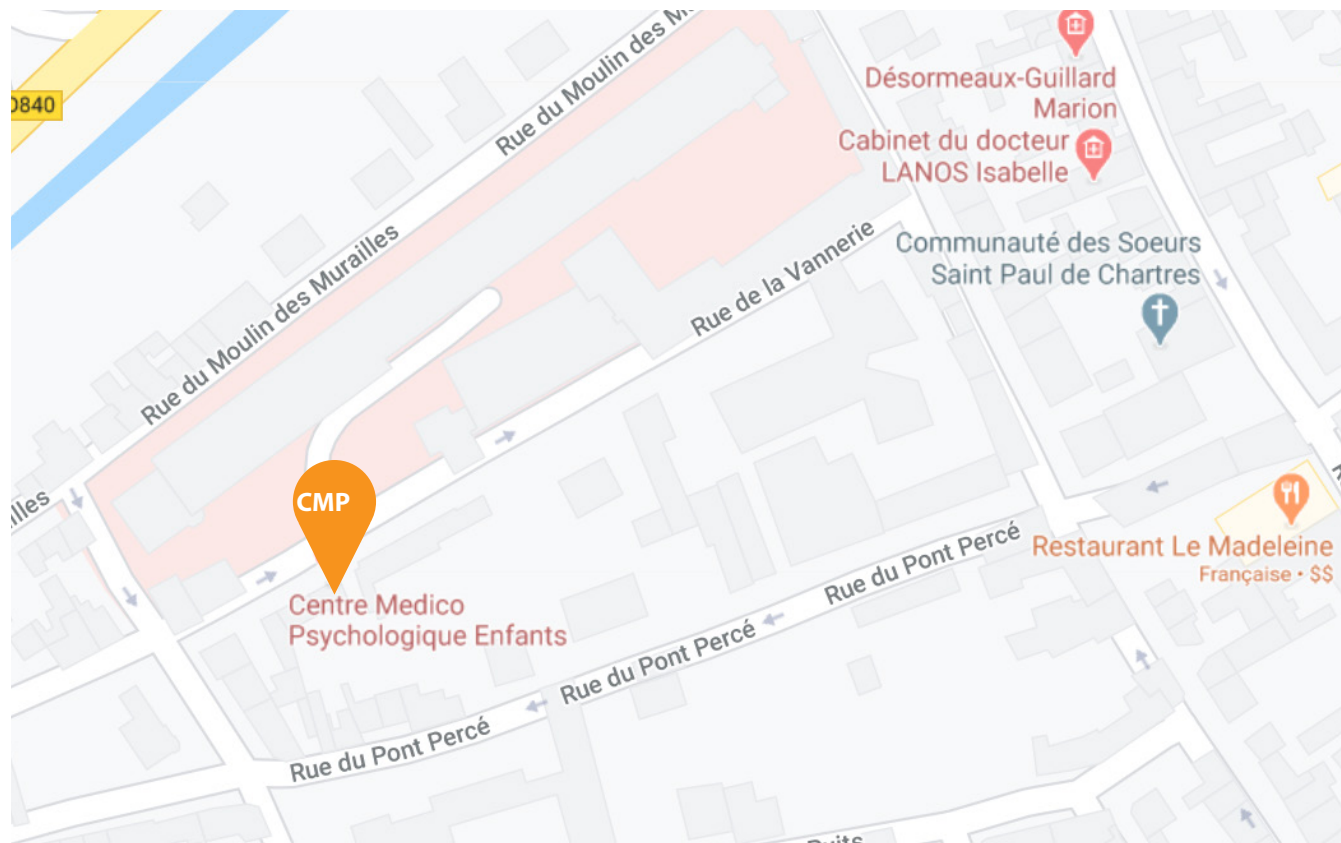 Rue du Moulin des M
Désormeaux-Guillard
Marion
0840
Cabinet du docteur
LANOS Isabelle
Rue du Moulin des Murailles
Rue de la Vannerie
Communauté des Soeurs
Saint Paul de Chartres
CMP
illes
Restaurant Le Madeleine
Française • $$
Rue du Pont Percé
Centre Medico
Psychologique Enfants
Rue du Pont Percé
Rue du Pont Percé